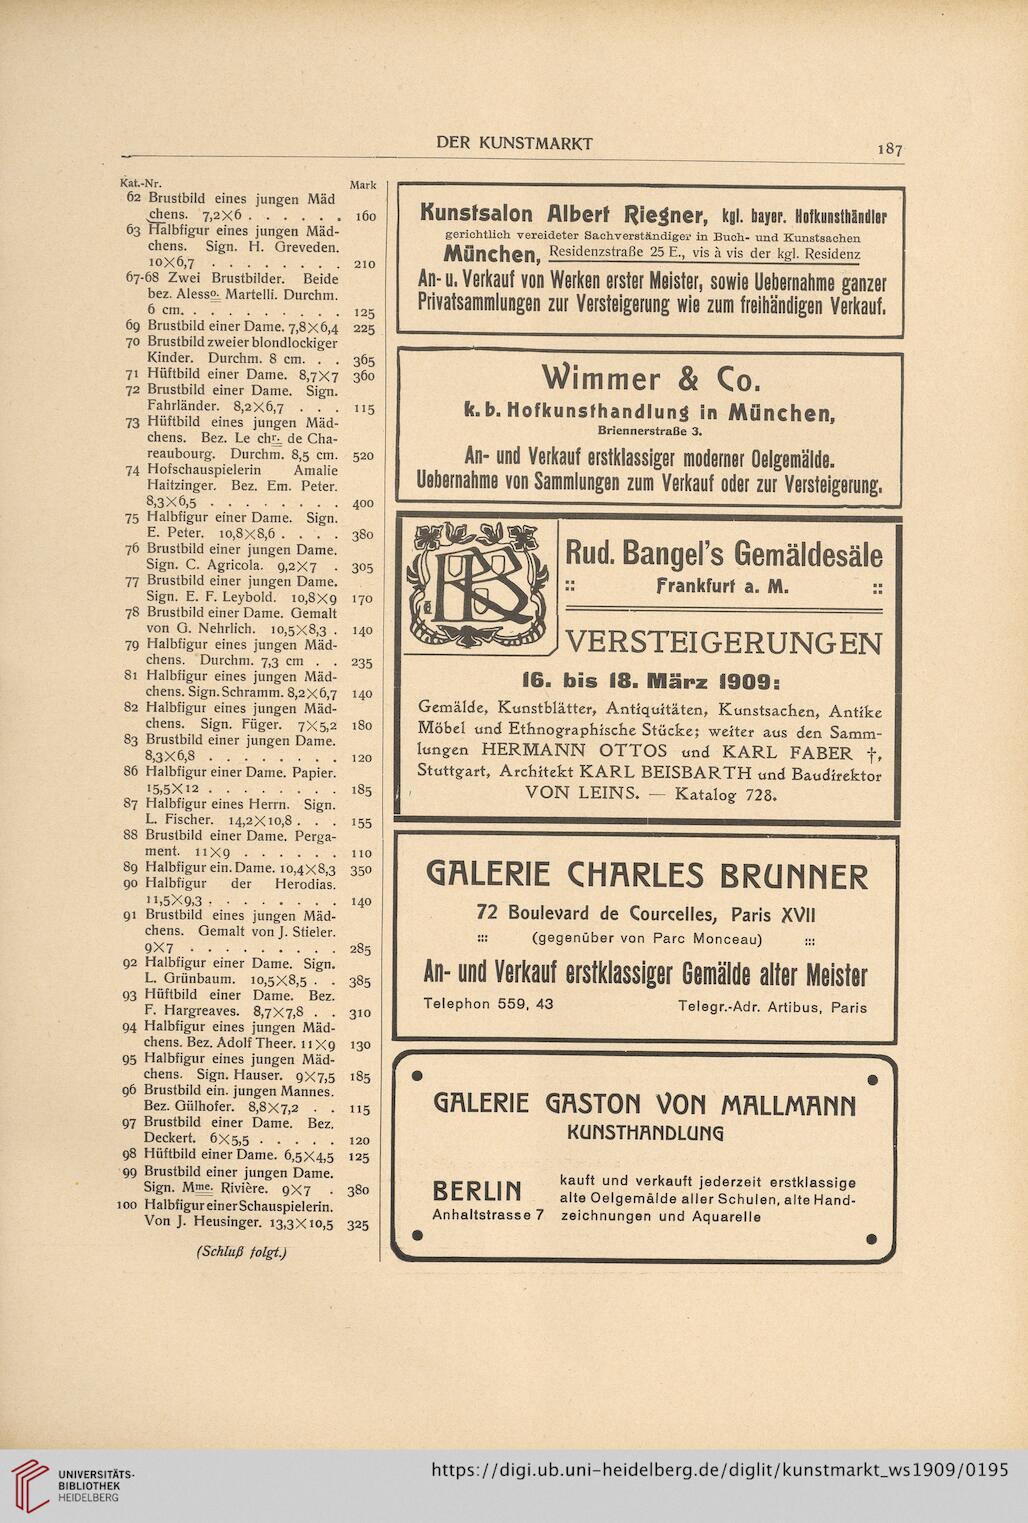 DER KUNSTMARKT
187
Kat.-Nr. Mark
62 Brustbild eines jungen Mäd
chens. 7,2×6 . . . . . . 160
63 Halbfigur eines jungen Mäd-
chens. Sign. H. Greveden.
10×6,7 . . . . . . . . 210
67-68 Zwei Brustbilder. Beide
bez. Alesso. Martelli. Durchm.
6 cm. . . . . . . . . . 125
69 Brustbild einer Dame. 7,8×6,4 225
70 Brustbild zweier blondlockiger
Kinder. Durchm. 8 cm. . . 365
71 Hüftbild einer Dame. 8,7×7 360
72 Brustbild einer Dame. Sign.
Fahrländer. 8,2×6,7 . . . 115
73 Hüftbild eines jungen Mäd-
chens. Bez. Le chr. de Cha-
reaubourg. Durchm. 8,5 cm. 520
74 Hofschauspielerin Amalie
Haitzinger. Bez. Em. Peter.
8,3×6,5 . . . . . . . . 400
75 Halbfigur einer Dame. Sign.
E. Peter. 10,8×8,6 . . . . 380
76 Brustbild einer jungen Dame.
Sign. C. Agricola. 9,2×7 . 305
77 Brustbild einer jungen Dame.
Sign. E. F. Leybold. 10,8×9 170
78 Brustbild einer Dame. Gemalt
von G. Nehrlich. 10,5×8,3 . 140
79 Halbfigur eines jungen Mäd-
chens. Durchm. 7,3 cm . . 235
81 Halbfigur eines jungen Mäd-
chens. Sign. Schramm. 8,2×6,7 140
82 Halbfigur eines jungen Mäd-
chens. Sign. Füger. 7×5,2 180
83 Brustbild einer jungen Dame.
8,3×6,8 . . . . . . . . 120
86 Halbfigur einer Dame. Papier.
15,5×12 . . . . . . . . 185
87 Halbfigur eines Herrn. Sign.
L. Fischer. 14,2×10,8 . . . 155
88 Brustbild einer Dame. Perga-
ment. 11×9 . . . . . . 110
89 Halbfigur ein. Dame. 10,4×8,3 350
90 Halbfigur der Herodias.
11,5×9,3 . . . . . . . . 140
91 Brustbild eines jungen Mäd-
chens. Gemalt von J. Stieler.
9×7 . . . . . . . . . 285
92 Halbfigur einer Dame. Sign.
L. Grünbaum. 10,5×8,5 . . 385
93 Hüftbild einer Dame. Bez.
F. Hargreaves. 8,7×7,8 . . 310
94 Halbfigur eines jungen Mäd-
chens. Bez. Adolf Theer. 11×9 130
95 Halbfigur eines jungen Mäd-
chens. Sign. Hauser. 9×7,5 185
96 Brustbild ein. jungen Mannes.
Bez. Gülhofer. 8,8×7,2 . . 115
97 Brustbild einer Dame. Bez.
Deckert. 6×5,5 . . . . . 120
98 Hüftbild einer Dame. 6,5×4,5 125
99 Brustbild einer jungen Dame.
Sign. Mme. Rivière. 9×7 . 380
100 Halbfigur einer Schauspielerin.
Von J. Heusinger. 13,3×10,5 325
(Schluß folgt.)
Kunstsalon Albert Riegner, kgl. bayer. Hofkunsthändler
gerichtlich vereideter Sachverständiger in Buch- und Kunstsachen
München, Residenzstraße 25 E., vis à vis der kgl. Residenz
An- u. Verkauf von Werken erster Meister, sowie Uebernahme ganzer
Privatsammlungen zur Versteigerung wie zum freihändigen Verkauf.
Wimmer & Co.
k. b. Hofkunsthandlung in München,
Briennerstraße 3.
An- und Verkauf erstklassiger moderner Oelgemälde.
Uebernahme von Sammlungen zum Verkauf oder zur Versteigerung.
RB
Rud. Bangel's Gemäldesäle
:: Frankfurt a. M. ::
VERSTEIGERUNGEN
16. bis 18. März 1909:
Gemälde, Kunstblätter, Antiquitäten, Kunstsachen, Antike
Möbel und Ethnographische Stücke; weiter aus den Samm-
lungen HERMANN OTTOS und KARL FABER †,
Stuttgart, Architekt KARL BEISBARTH und Baudirektor
VON LEINS. — Katalog 728.
GALERIE CHARLES BRUNNER
72 Boulevard de Courcelles, Paris XVII
::: (gegenüber von Parc Monceau) :::
An- und Verkauf erstklassiger Gemälde alter Meister
Telephon 559, 43 Telegr.-Adr. Artibus, Paris
GALERIE GASTON VON MALLMANN
KUNSTHANDLUNG
BERLIN
Anhaltstrasse 7
kauft und verkauft jederzeit erstklassige
alte Oelgemälde aller Schulen, alte Hand-
zeichnungen und Aquarelle
UNIVERSITÄTS-
BIBLIOTHEK
HEIDELBERG
https://digi.ub.uni-heidelberg.de/diglit/kunstmarkt_ws1909/0195